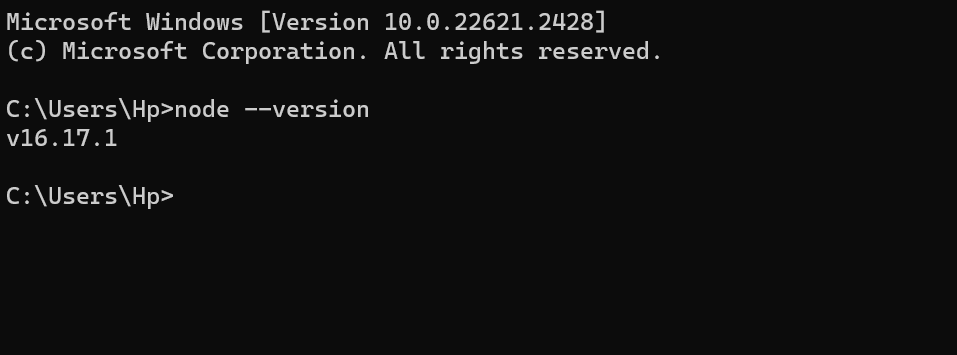 Microsoft Windows [Version 10.0.22621.2428]
(c) Microsoft Corporation. All rights reserved.
C:\Users\Hp>node --version
v16.17.1
C:\Users\Hp>